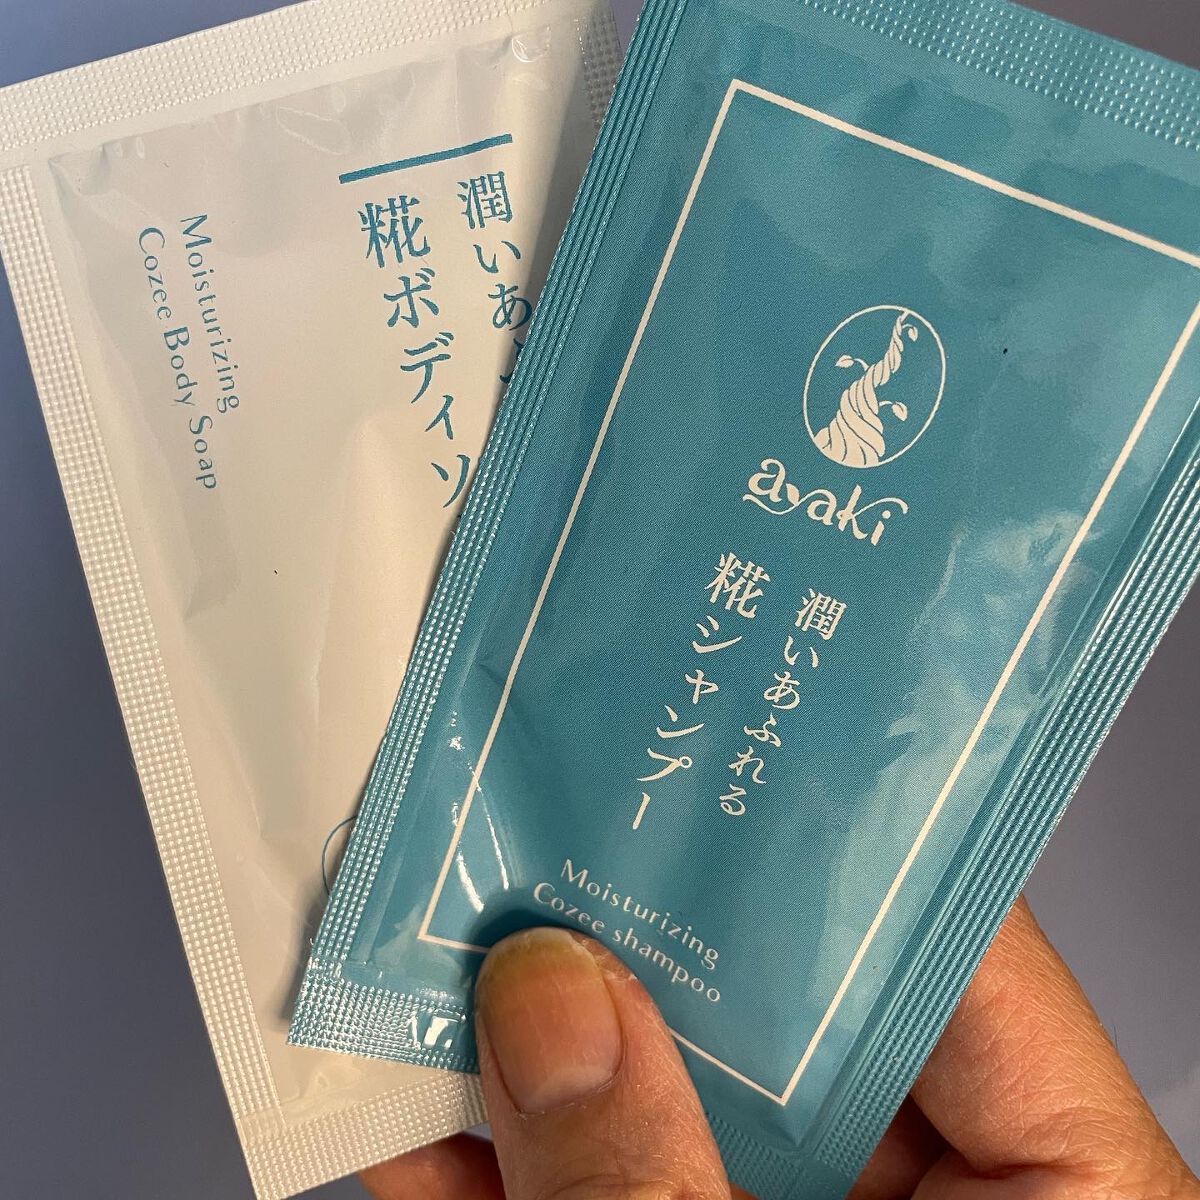 潤いあ
糀ボディソ
Moisturizing
Cozee Body Soap
ayaki
潤いあふれる
糀シャンプー
Moisturizing
Cozee shampoo